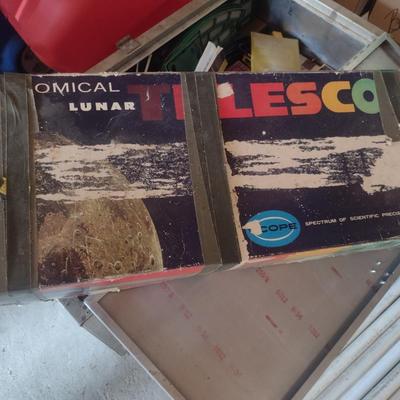 OMICAL
LUNAR TELESCO
COPE
SPECTRUM OF SCIENTIFIC PRECIS